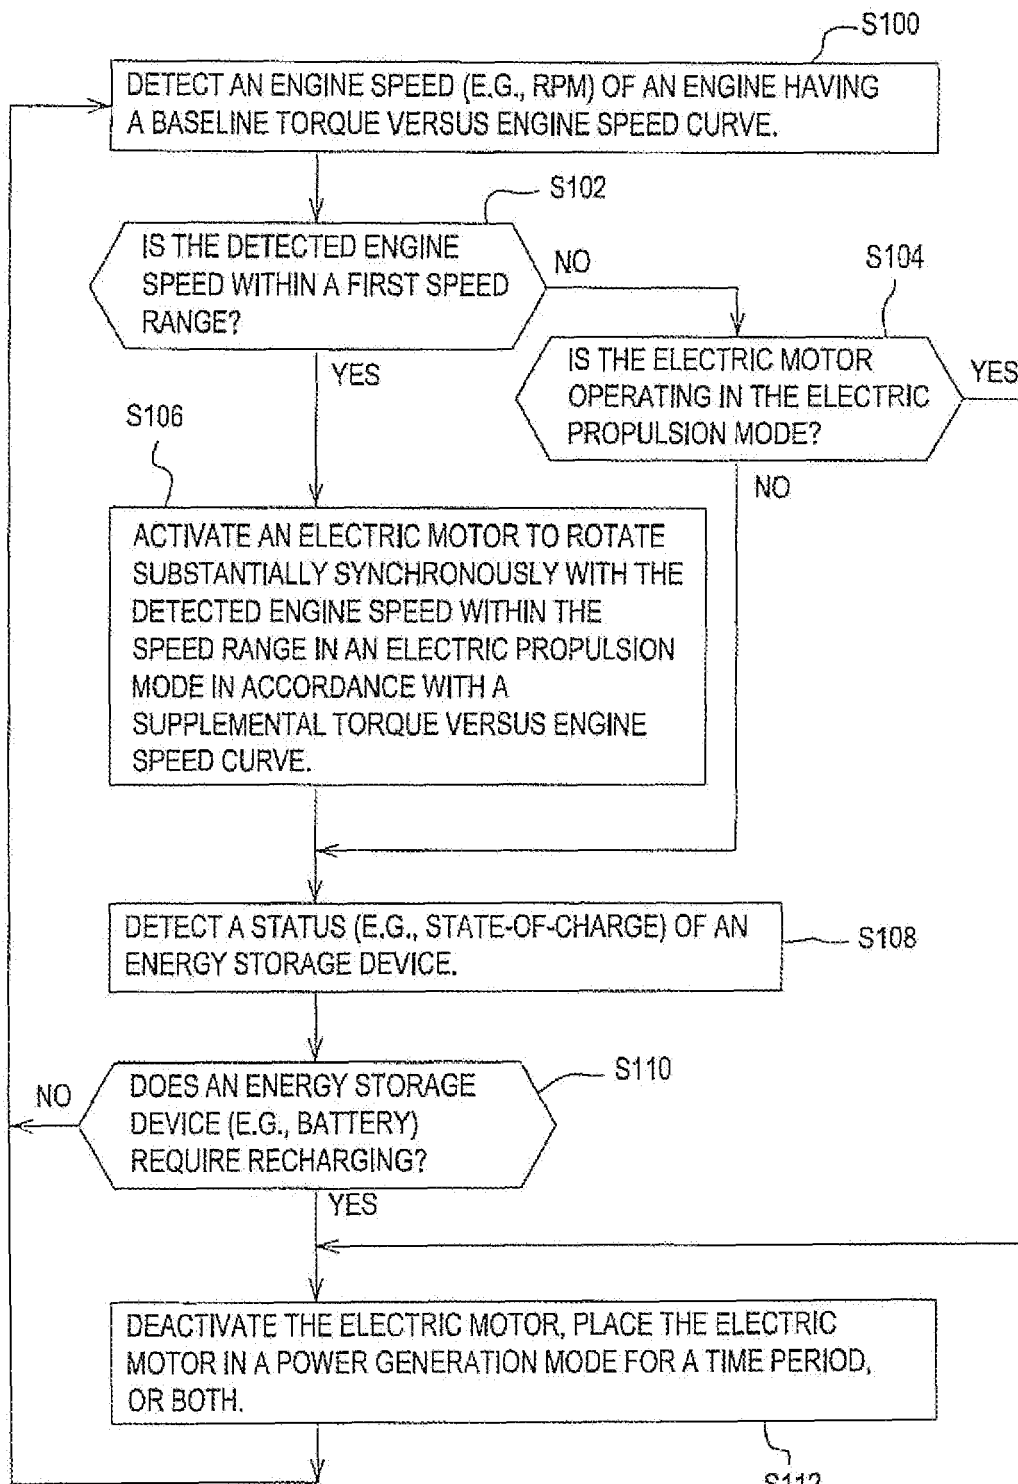 S100
DETECT AN ENGINE SPEED (E.G., RPM) OF AN ENGINE HAVING
A BASELINE TORQUE VERSUS ENGINE SPEED CURVE.
S102
IS THE DETECTED ENGINE
SPEED WITHIN A FIRST SPEED
RANGE?
NO
YES
S104
IS THE ELECTRIC MOTOR
OPERATING IN THE ELECTRIC
PROPULSION MODE?
YES
NO
S106
ACTIVATE AN ELECTRIC MOTOR TO ROTATE
SUBSTANTIALLY SYNCHRONOUSLY WITH THE
DETECTED ENGINE SPEED WITHIN THE
SPEED RANGE IN AN ELECTRIC PROPULSION
MODE IN ACCORDANCE WITH A
SUPPLEMENTAL TORQUE VERSUS ENGINE
SPEED CURVE.
DETECT A STATUS (E.G., STATE-OF-CHARGE) OF AN
ENERGY STORAGE DEVICE.
S108
NO
DOES AN ENERGY STORAGE
DEVICE (E.G., BATTERY)
REQUIRE RECHARGING?
S110
YES
DEACTIVATE THE ELECTRIC MOTOR, PLACE THE ELECTRIC
MOTOR IN A POWER GENERATION MODE FOR A TIME PERIOD,
OR BOTH.
S112